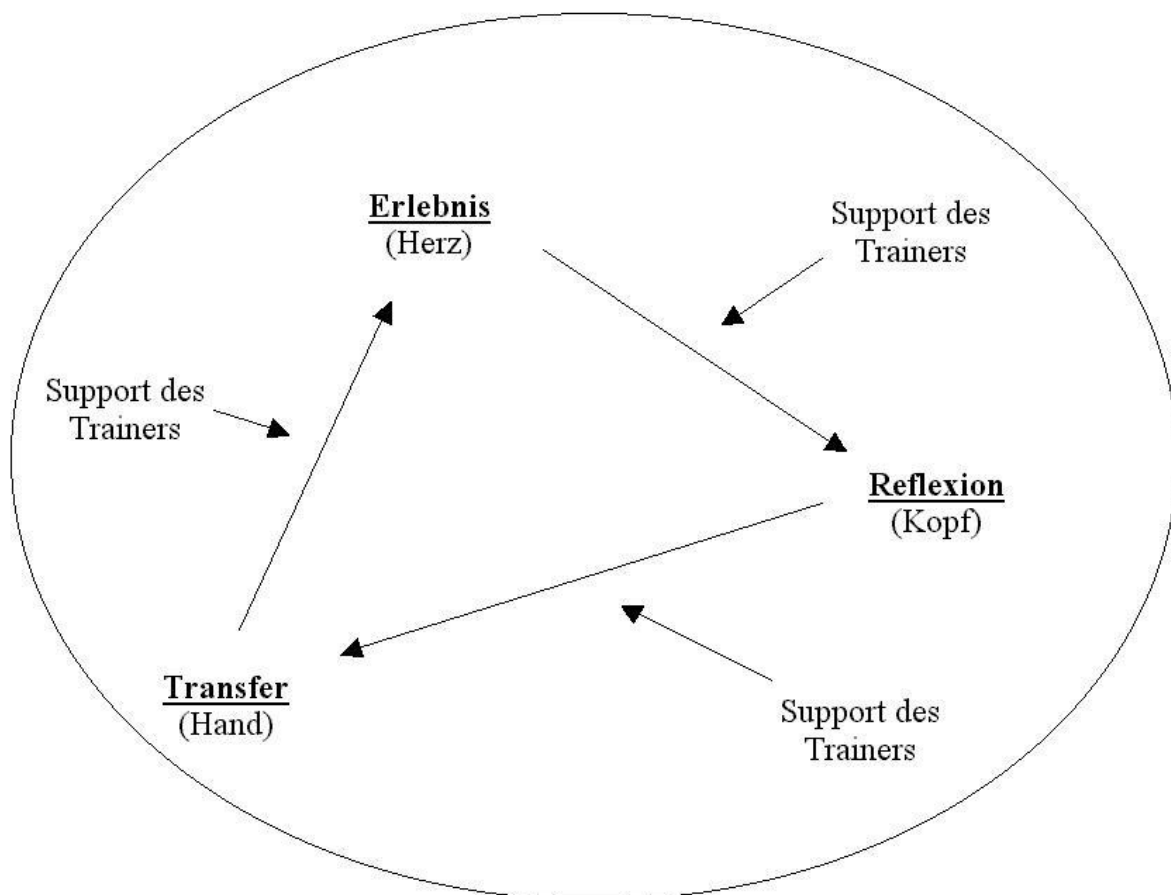 Erlebnis
(Herz)
Support des
Trainers
Support des
Trainers
Reflexion
(Kopf)
Transfer
(Hand)
Support des
Trainers